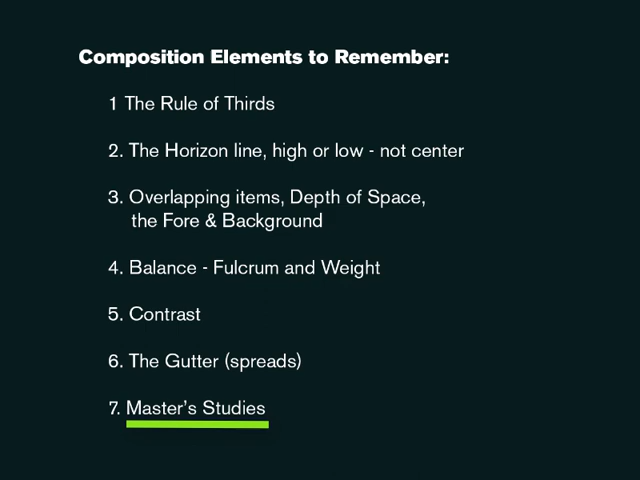 Composition Elements to Remember:
1 The Rule of Thirds
2. The Horizon line, high or low - not center
3. Overlapping items, Depth of Space,
the Fore & Background
4. Balance - Fulcrum and Weight
5. Contrast
6. The Gutter (spreads)
7. Master's Studies